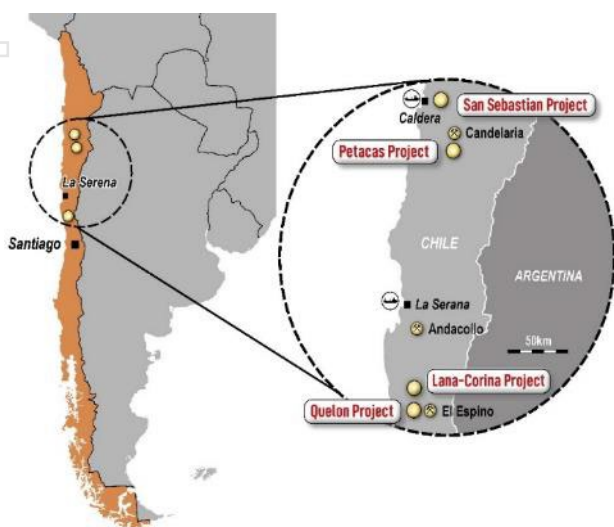 La Serena
Santiago
San Sebastian Project
Caldera
Candelaria
Petacas Project
CHILE
ARGENTINA
La Serana
Andacollo
50km
Lana-Corina Project
Quelon Project
El Espino